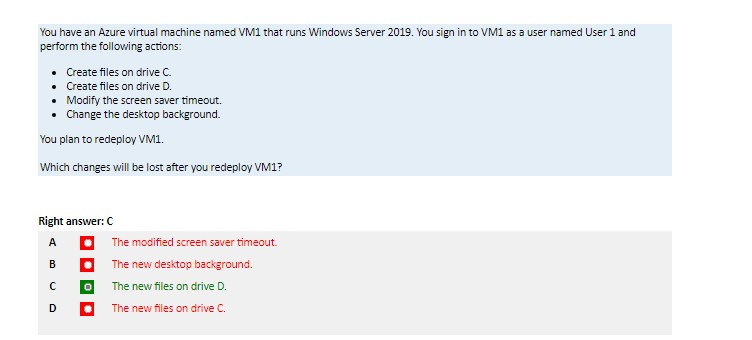 You have an Azure virtual machine named VM1 that runs Windows Server 2019. You sign in to VM1 as a user named User 1 and
perform the following actions:
• Create files on drive C.
• Create files on drive D.
• Modify the screen saver timeout.
• Change the desktop background.
You plan to redeploy VM1.
Which changes will be lost after you redeploy VM1?
Right answer: C
A The modified screen saver timeout.
B The new desktop background.
C The new files on drive D.
D The new files on drive C.